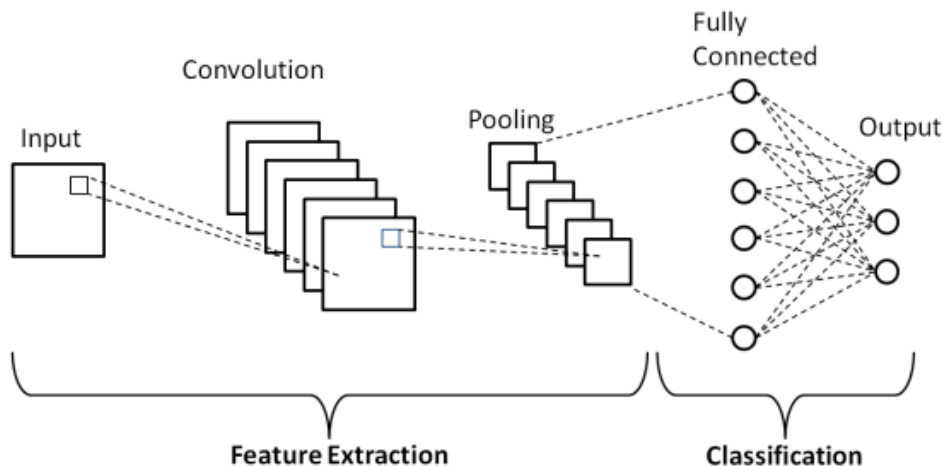 Input
Convolution
Pooling
Fully
Connected
Output
Feature Extraction
Classification